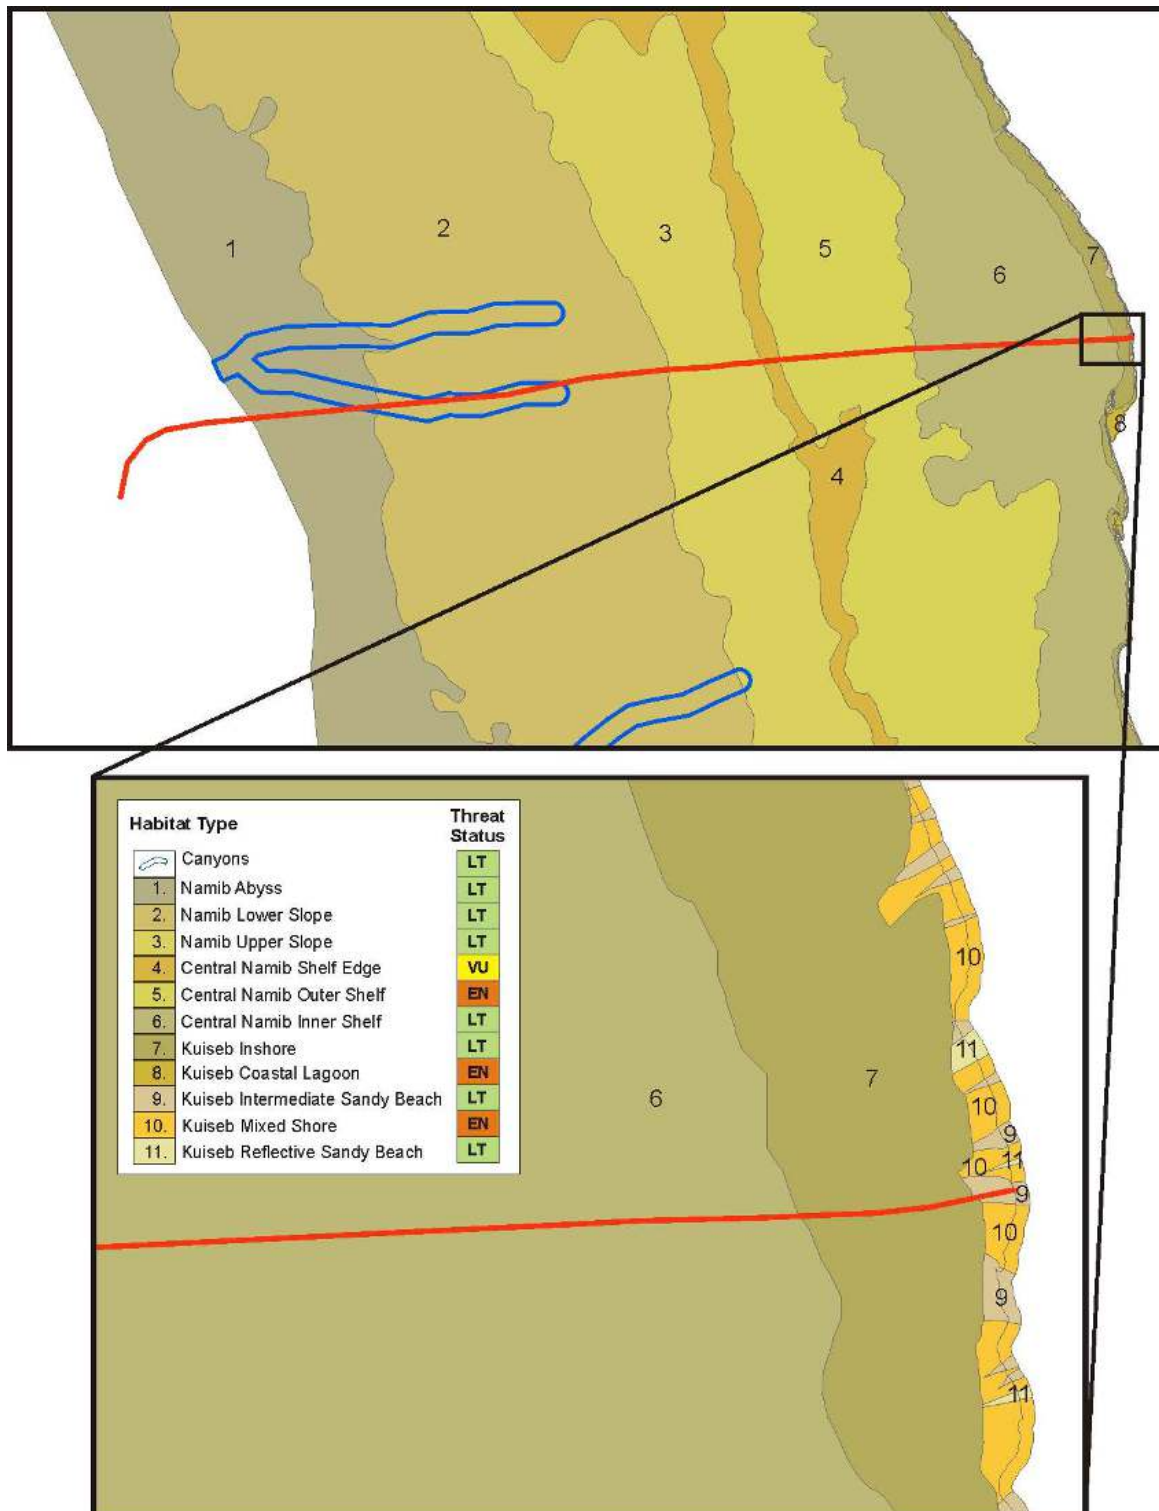 1
2
3
5
6
7
8
4
Habitat Type
Threat
Status
Canyons LT
1. Namib Abyss LT
2. Namib Lower Slope LT
3. Namib Upper Slope LT
4. Central Namib Shelf Edge VU
5. Central Namib Outer Shelf EN
6. Central Namib Inner Shelf LT
7. Kuiseb Inshore LT
8. Kuiseb Coastal Lagoon EN
9. Kuiseb Intermediate Sandy Beach LT
10. Kuiseb Mixed Shore EN
11. Kuiseb Reflective Sandy Beach LT
10
11
7
6
10
9
10 11
9
10
9
11